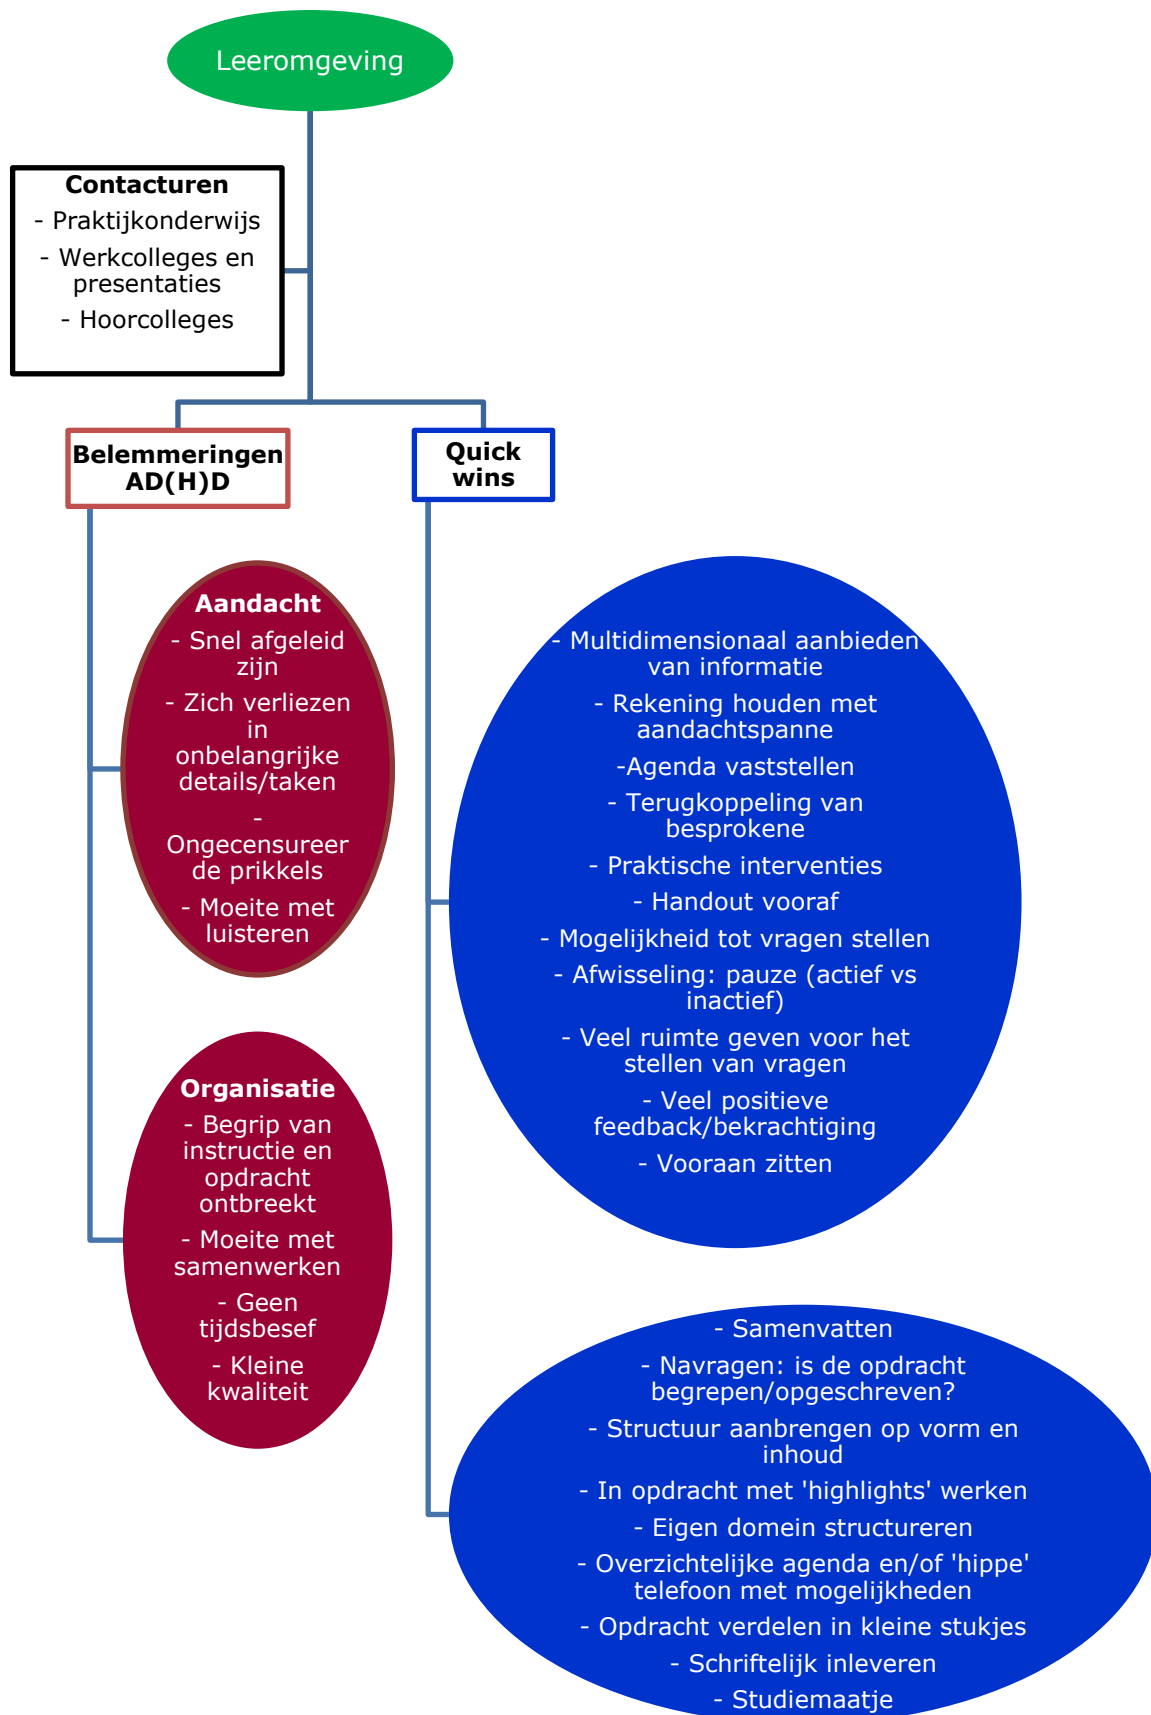 Leeromgeving
Contacturen
- Praktijkonderwijs
- Werkcolleges en
presentaties
- Hoorcolleges
Belemmeringen
AD(H)D
Quick
wins
Aandacht
- Snel afgeleid
zijn
- Zich verliezen
in
onbelangrijke
details/taken
-
Ongecensureer
de prikkels
- Moeite met
luisteren
Organisatie
- Begrip van
instructie en
opdracht
ontbreekt
- Moeite met
samenwerken
- Geen
tijdsbesef
- Kleine
kwaliteit
- Multidimensionaal aanbieden
van informatie
- Rekening houden met
aandachtspanne
-Agenda vaststellen
- Terugkoppeling van
besprokene
- Praktische interventies
- Handout vooraf
- Mogelijkheid tot vragen stellen
- Afwisseling: pauze (actief vs
inactief)
- Veel ruimte geven voor het
stellen van vragen
- Veel positieve
feedback/bekrachtiging
- Vooraan zitten
- Samenvatten
- Navragen: is de opdracht
begrepen/opgeschreven?
- Structuur aanbrengen op vorm en
inhoud
- In opdracht met 'highlights' werken
- Eigen domein structureren
- Overzichtelijke agenda en/of 'hippe'
telefoon met mogelijkheden
- Opdracht verdelen in kleine stukjes
- Schriftelijk inleveren
- Studiemaatje